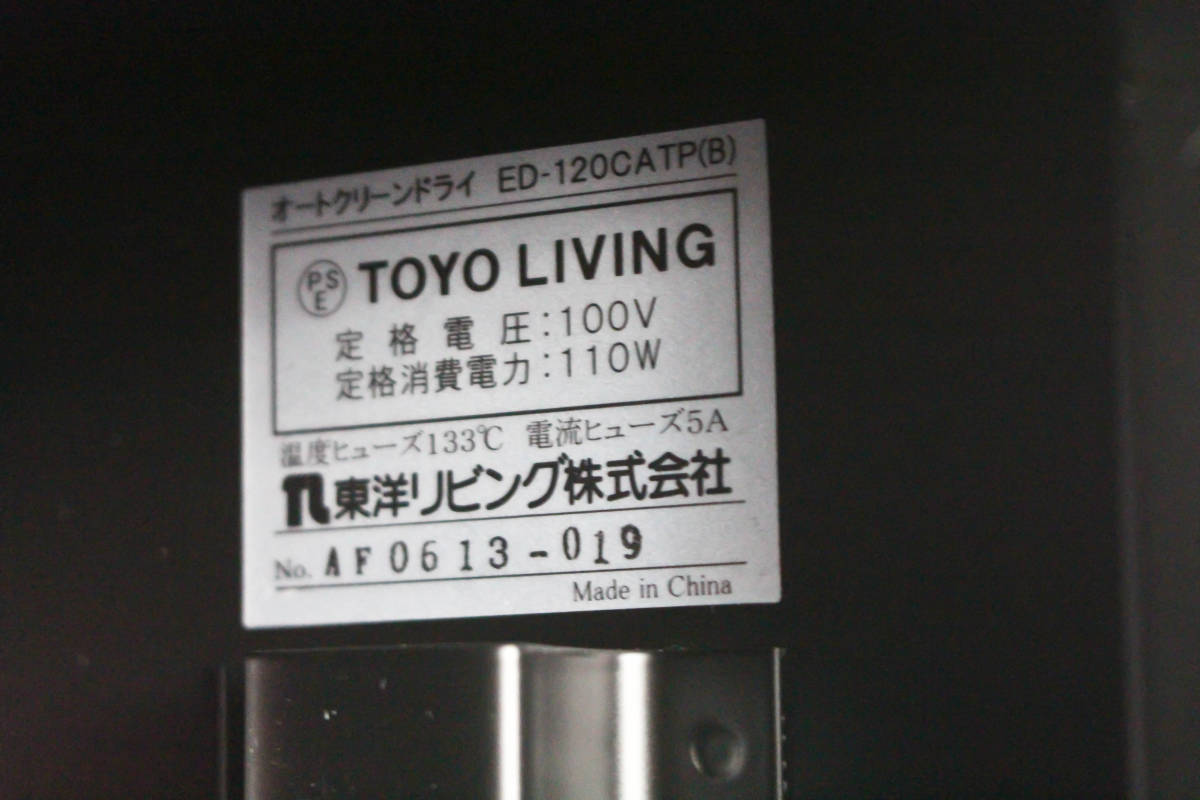 オートクリーンドライ ED-120CATP(B)
PSE TOYO LIVING
定格電圧:100V
定格消費電力:110W
温度ヒューズ133℃ 電流ヒューズ5A
東洋リビング株式会社
No. AF0613-019
Made in China